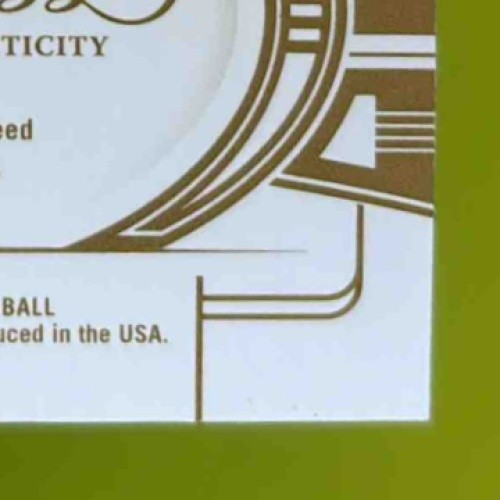 TICITY
eed
BALL
uced in the USA.